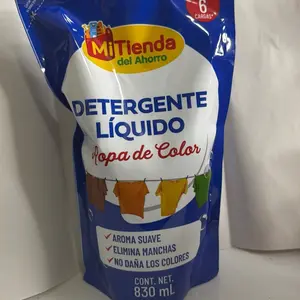 6
CARGAS*
Mi Tienda
del Ahorro
DETERGENTE
LÍQUIDO
Ropa de Color
✓ AROMA SUAVE
✓ ELIMINA MANCHAS
✓ NO DAÑA LOS COLORES
CONT. NET.
830 mL